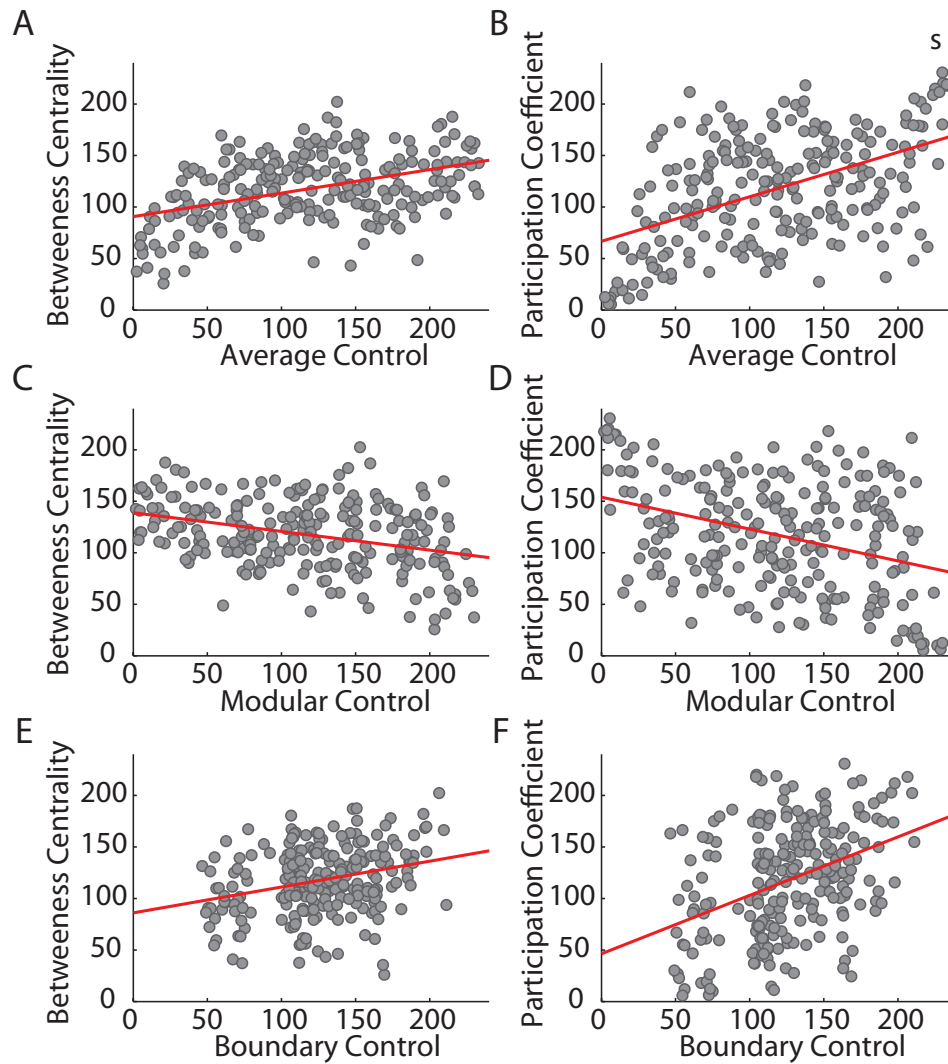 A
Betweeness Centrality
200
150
100
50
0
0 50 100 150 200
Average Control
B
s
Participation Coefficient
200
150
100
50
0
0 50 100 150 200
Average Control
C
Betweeness Centrality
200
150
100
50
0
0 50 100 150 200
Modular Control
D
Participation Coefficient
200
150
100
50
0
0 50 100 150 200
Modular Control
E
Betweeness Centrality
200
150
100
50
0
0 50 100 150 200
Boundary Control
F
Participation Coefficient
200
150
100
50
0
0 50 100 150 200
Boundary Control